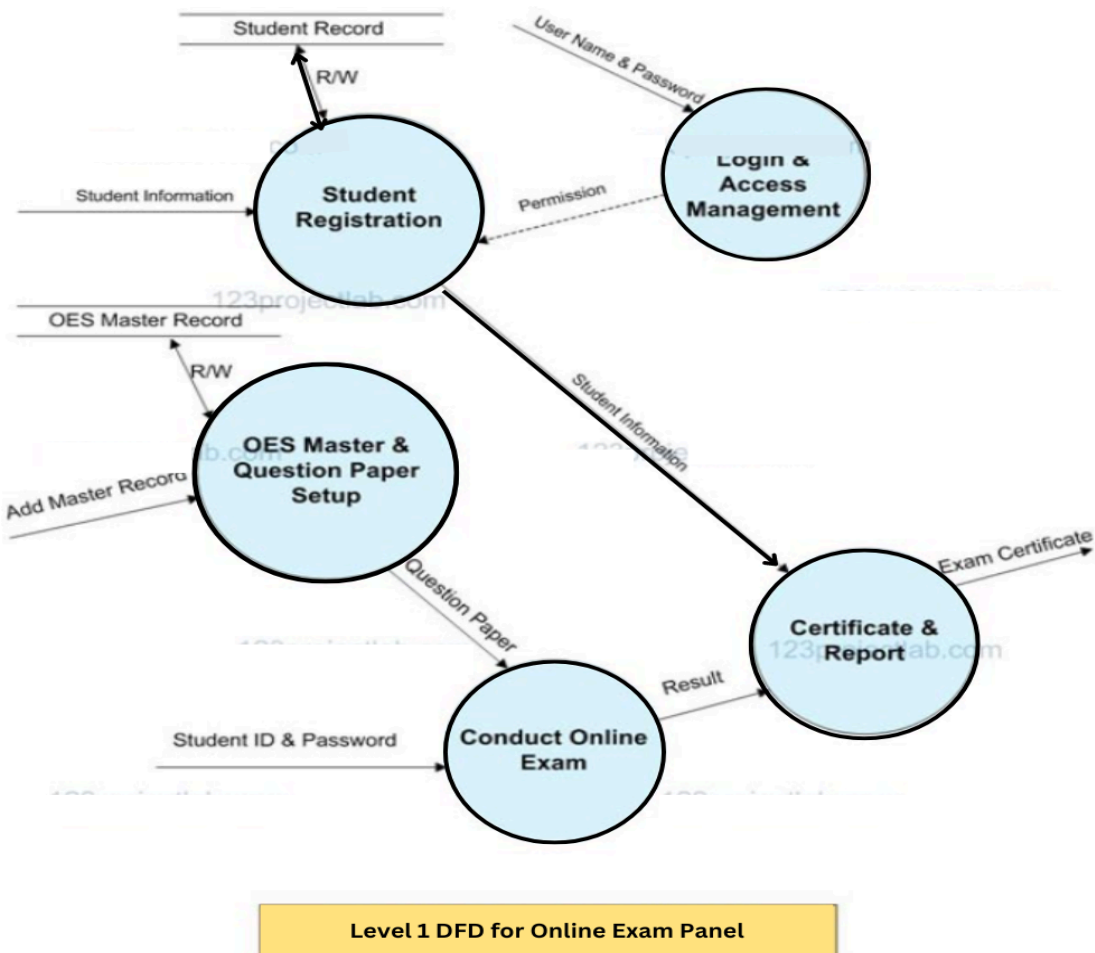 Student Record
User Name & Password
R/W
Login &
Access
Management
Student Information
Student
Registration
Permission
123projectlab.com
OES Master Record
R/W
Student Information
OES Master &
Question Paper
Setup
Add Master Record
Exam Certificate
Question Paper
Certificate &
Report
123projectlab.com
Result
Student ID & Password
Conduct Online
Exam
Level 1 DFD for Online Exam Panel